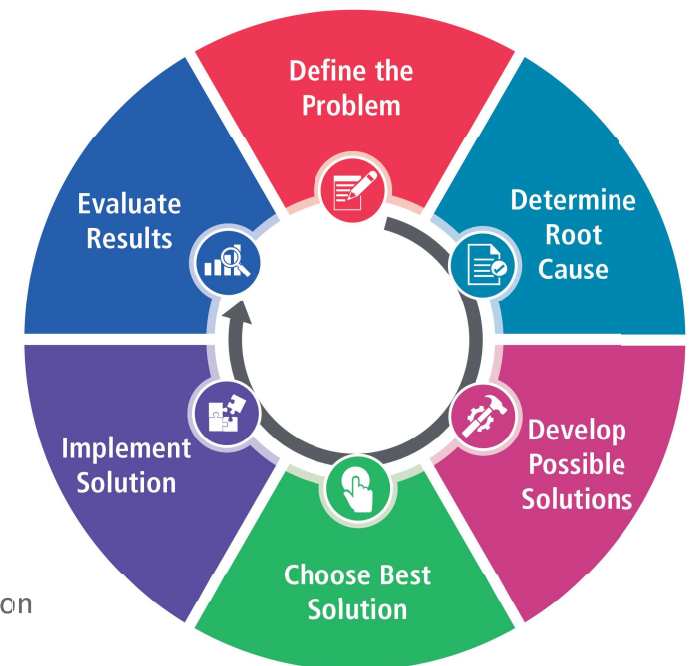 Define the
Problem
Determine
Root
Cause
Develop
Possible
Solutions
Choose Best
Solution
Implement
Solution
Evaluate
Results
on